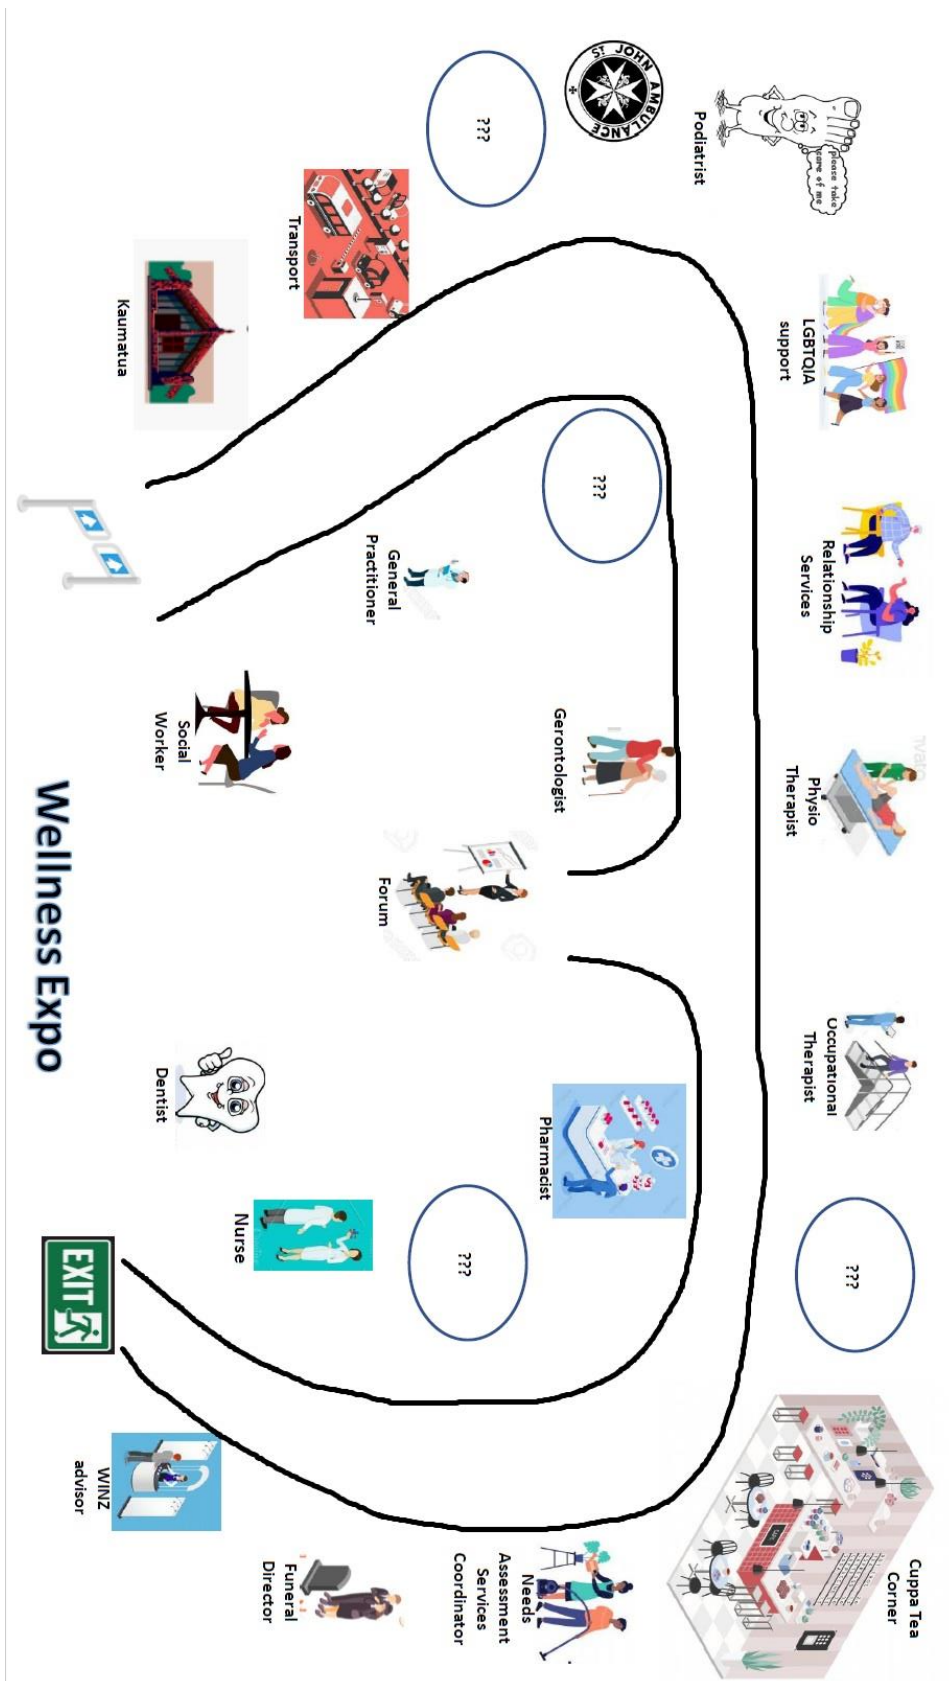 Podiatrist
please take
care of me
ST JOHN AMBULANCE
???
Transport
Kaumatua
LGBTQIA
support
Relationship
Services
Physio
Therapist
Occupational
Therapist
???
Cuppa Tea
Corner
???
General
Practitioner
Gerontologist
Social
Worker
Forum
Pharmacist
Dentist
Nurse
???
EXIT
WINZ
advisor
Funeral
Director
Needs
Assessment
Services
Coordinator
Wellness Expo